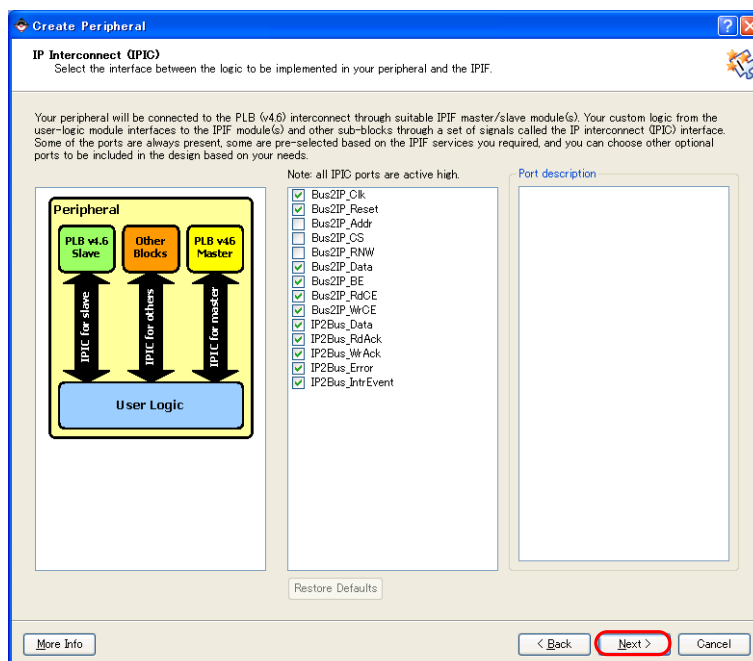 Create Peripheral
IP Interconnect (IPIC)
Select the interface between the logic to be implemented in your peripheral and the IPIF.
Your peripheral will be connected to the PLB (v4.6) interconnect through suitable IPIF master/slave module(s). Your custom logic from the
user-logic module interfaces to the IPIF module(s) and other sub-blocks through a set of signals called the IP interconnect (IPIC) interface.
Some of the ports are always present, some are pre-selected based on the IPIF services you required, and you can choose other optional
ports to be included in the design based on your needs.
Note: all IPIC ports are active high.
Port description
Peripheral
PLB v4.6
Slave
Other
Blocks
PLB v46
Master
IPIC for slave
IPIC for others
IPIC for master
User Logic
Bus2IP_Clk
Bus2IP_Reset
Bus2IP_Addr
Bus2IP_CS
Bus2IP_RNW
Bus2IP_Data
Bus2IP_BE
Bus2IP_RdCE
Bus2IP_WrCE
IP2Bus_Data
IP2Bus_RdAck
IP2Bus_WrAck
IP2Bus_Error
IP2Bus_IntrEvent
Restore Defaults
More Info
< Back
Next >
Cancel